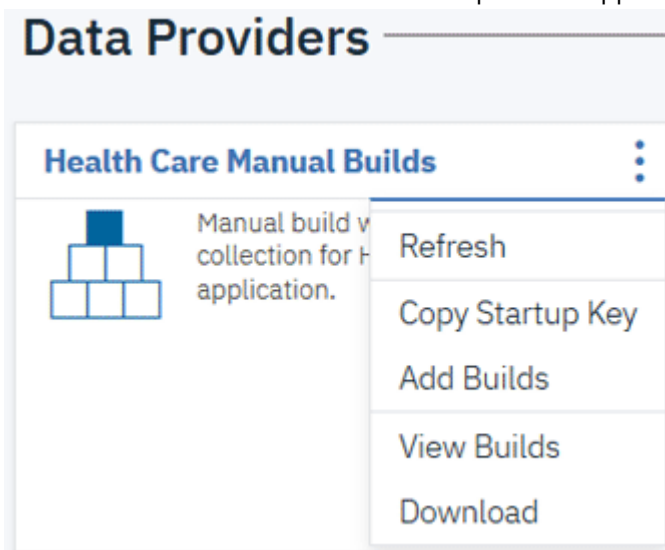 Data Providers
Health Care Manual Builds
Manual build
collection for
application.
Refresh
Copy Startup Key
Add Builds
View Builds
Download